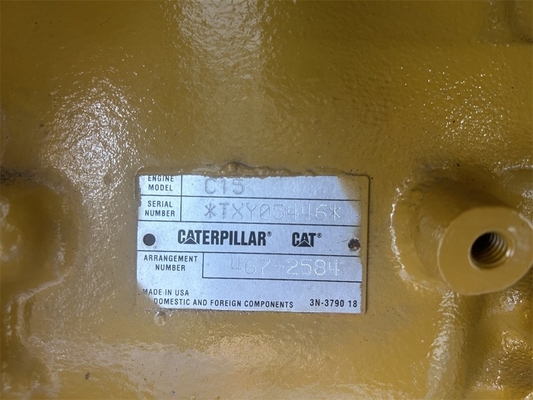 ENGINE
MODEL C15
SERIAL
NUMBER *TXY05446*
CATERPILLAR® CAT®
ARRANGEMENT
NUMBER 467-2584
MADE IN USA
DOMESTIC AND FOREIGN COMPONENTS 3N-3790 18